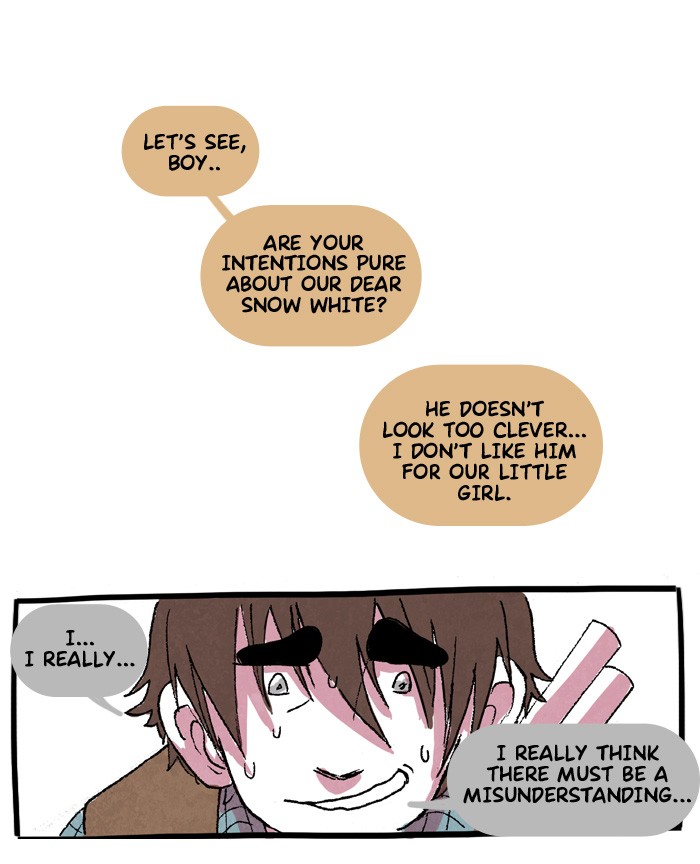 LET'S SEE,
BOY..
ARE YOUR
INTENTIONS PURE
ABOUT OUR DEAR
SNOW WHITE?
HE DOESN'T
LOOK TOO CLEVER...
I DON'T LIKE HIM
FOR OUR LITTLE
GIRL.
I...
I REALLY...
I REALLY THINK
THERE MUST BE A
MISUNDERSTANDING...